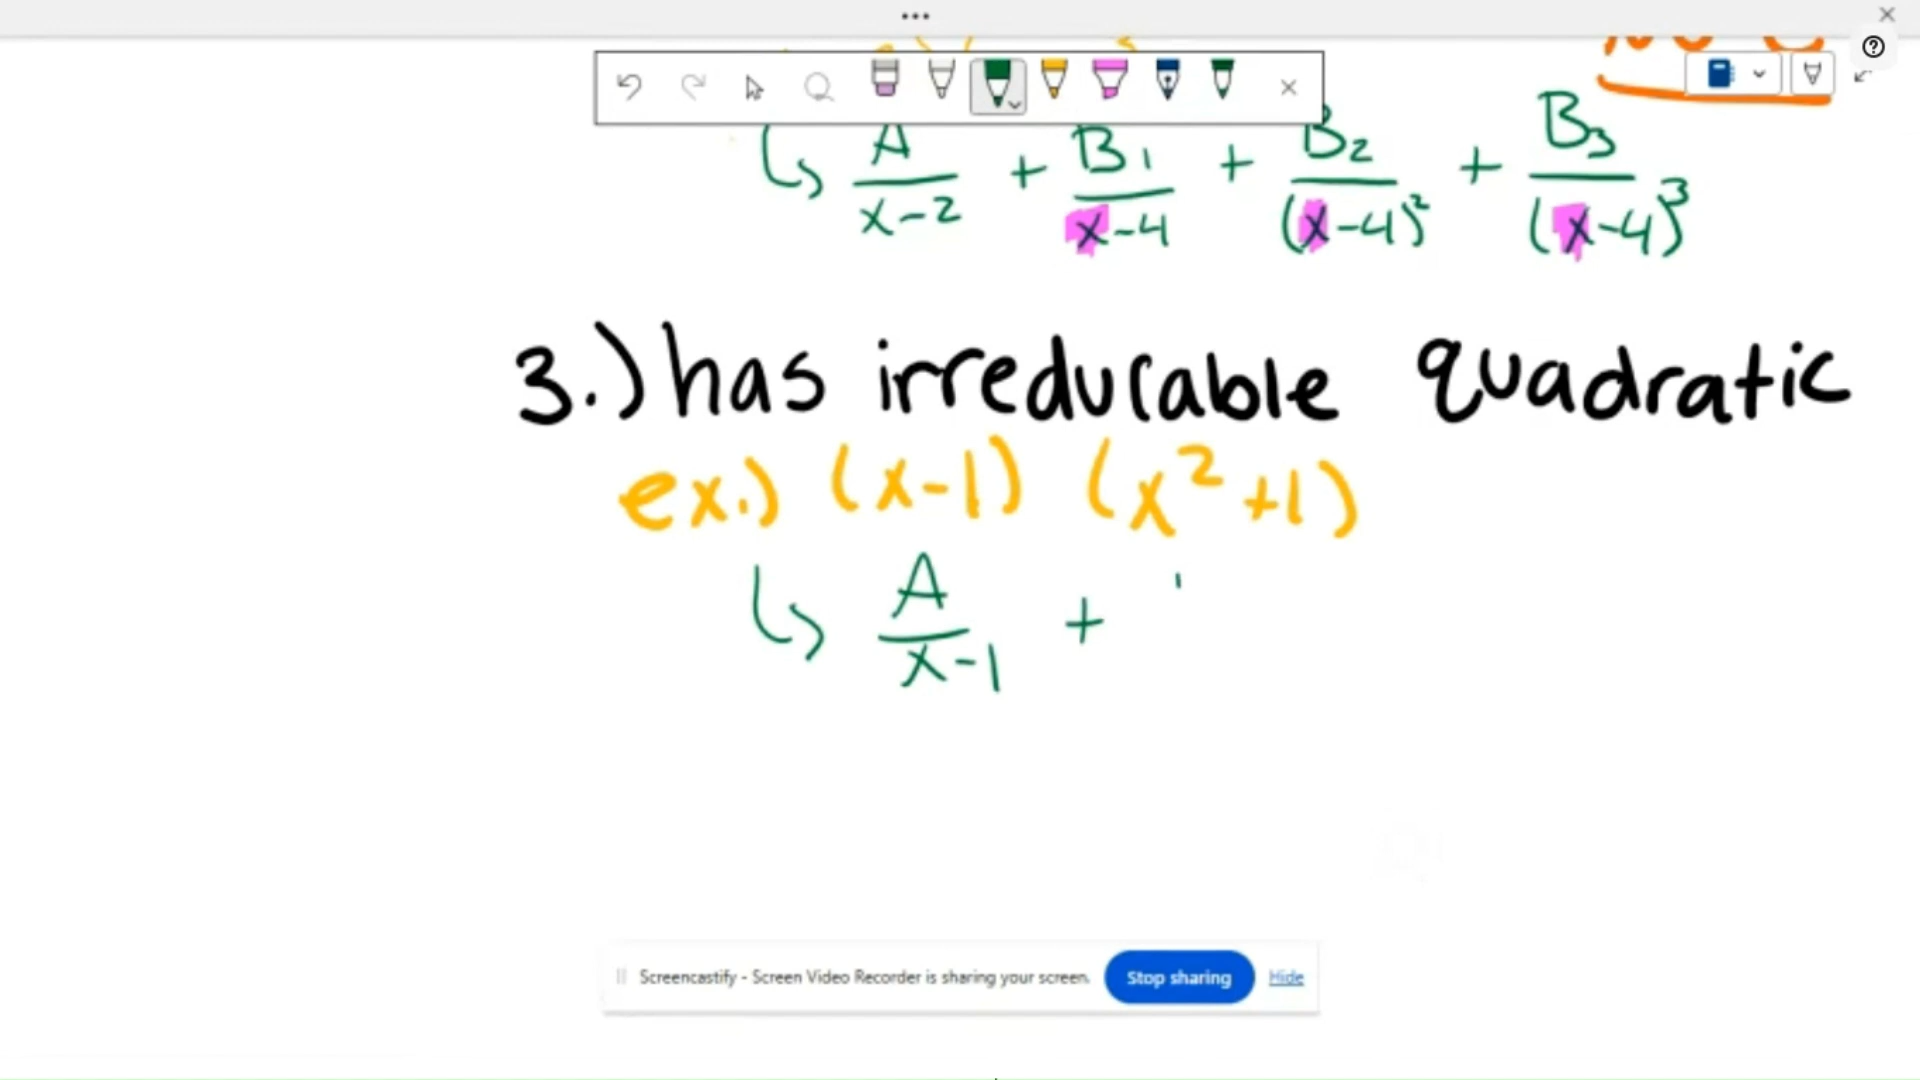 A/x-2 + B₁/x-4 + B₂/(x-4)² + B₃/(x-4)³
3.) has irreducable quadratic
ex.) (x-1) (x²+1)
↳ A/x-1 +
Screencastify - Screen Video Recorder is sharing your screen. Stop sharing Hide